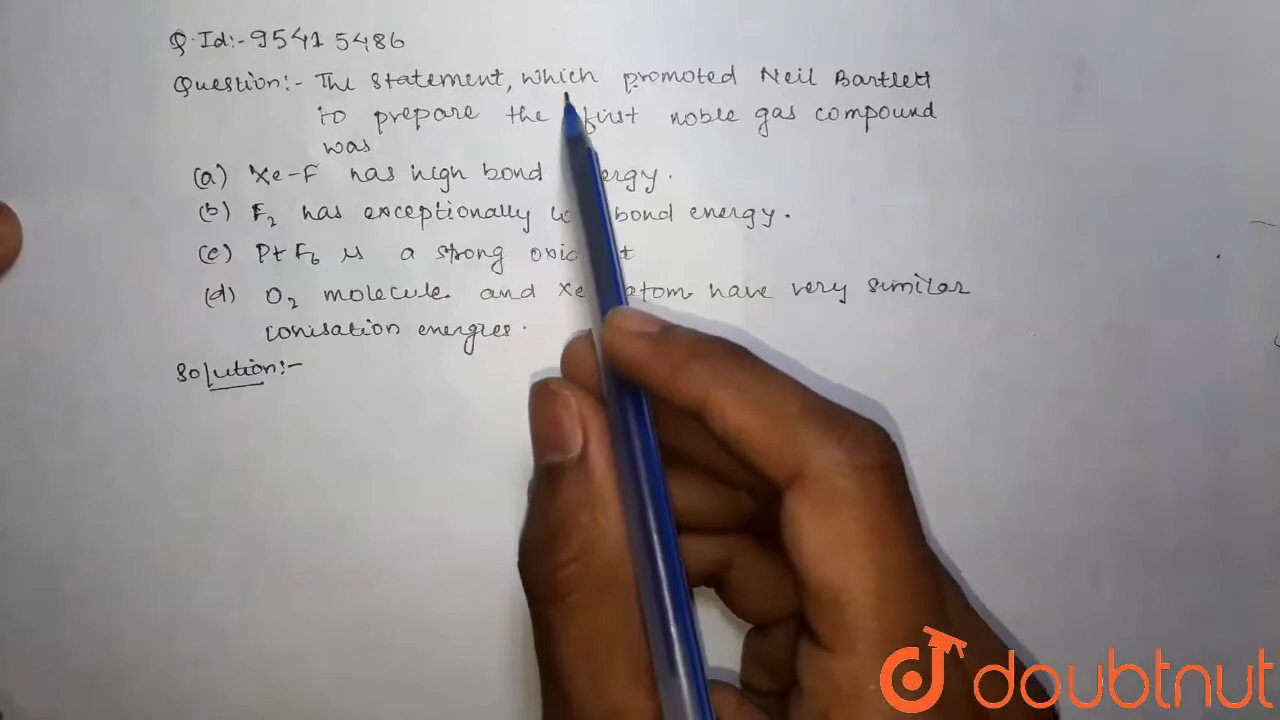 Q.Id:- 95415486
Question:- The statement, which promoted Neil Bartlett
to prepare the first noble gas compound
was
(a) Xe-F has high bond energy.
(b) F₂ has exceptionally bond energy.
(c) PtF₆ is a strong
(d) O₂ molecule and Xe atom have very similar
ionisation energies.
Solution:-
doubtnut